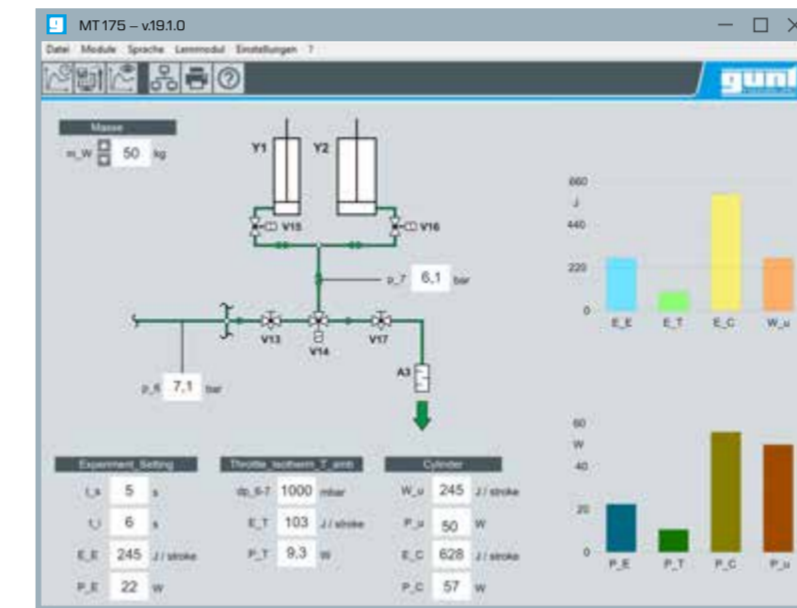 MT 175 – v.19.1.0
Datei Module Sprache Lernmodul Einstellungen ?
gunt
Masse
m_W 50 kg
Y1 Y2
V15 V16
p_7 6,1 bar
V13 V14 V17
p_6 7,1 bar
A3
Experiment_Setting
t_s 5 s
t_i 6 s
E_E 245 J / stroke
P_E 22 W
Throttle_Isotherm_T_amb
dp_6-7 1000 mbar
E_T 103 J / stroke
P_T 9,3 W
Cylinder
W_u 245 J / stroke
P_u 50 W
E_C 628 J / stroke
P_C 57 W
660
J
440
220
0
E_E E_T E_C W_u
60
W
40
20
0
P_E P_T P_C P_u